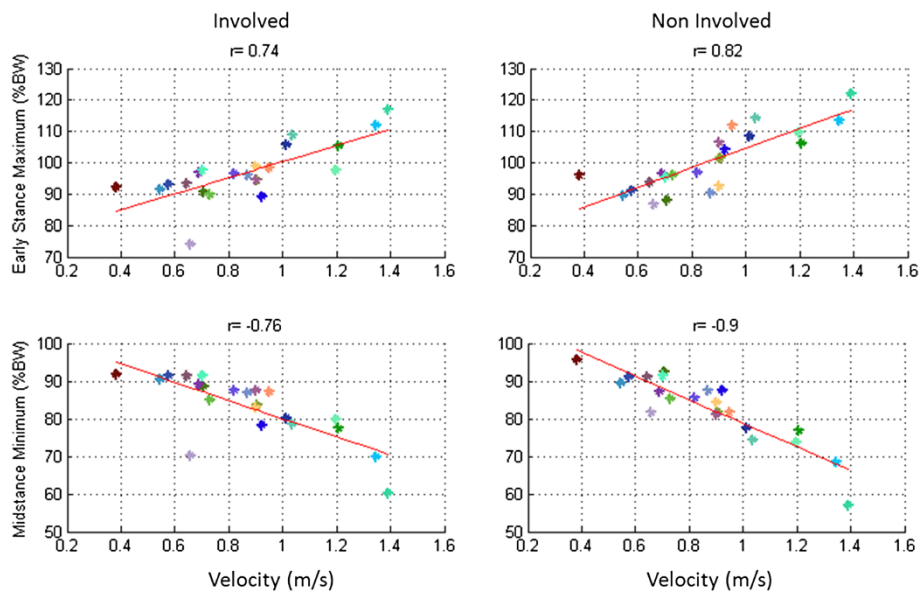 Involved
Non Involved
r= 0.74
r= 0.82
Early Stance Maximum (%BW)
130
120
110
100
90
80
70
0.2 0.4 0.6 0.8 1 1.2 1.4 1.6
130
120
110
100
90
80
70
0.2 0.4 0.6 0.8 1 1.2 1.4 1.6
r= -0.76
r= -0.9
Midstance Minimum (%BW)
100
90
80
70
60
50
0.2 0.4 0.6 0.8 1 1.2 1.4 1.6
100
90
80
70
60
50
0.2 0.4 0.6 0.8 1 1.2 1.4 1.6
Velocity (m/s)
Velocity (m/s)